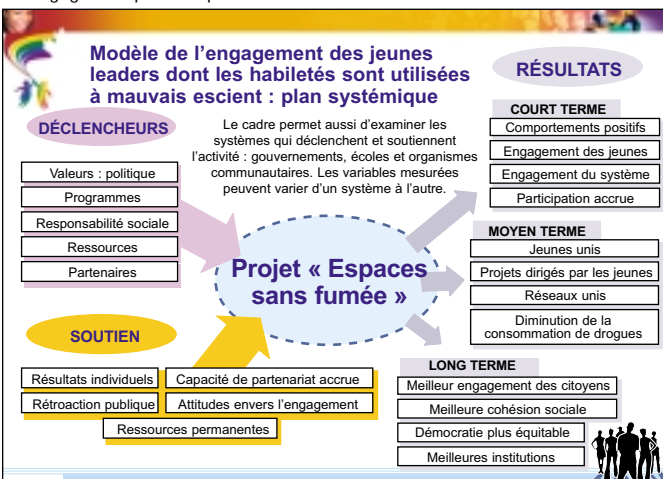 Modèle de l'engagement des jeunes
leaders dont les habiletés sont utilisées
à mauvais escient : plan systémique
DÉCLENCHEURS
Valeurs : politique
Programmes
Responsabilité sociale
Ressources
Partenaires
Le cadre permet aussi d'examiner les
systèmes qui déclenchent et soutiennent
l'activité : gouvernements, écoles et organismes
communautaires. Les variables mesurées
peuvent varier d'un système à l'autre.
Projet « Espaces
sans fumée »
SOUTIEN
Résultats individuels
Capacité de partenariat accrue
Rétroaction publique
Attitudes envers l'engagement
Ressources permanentes
RÉSULTATS
COURT TERME
Comportements positifs
Engagement des jeunes
Engagement du système
Participation accrue
MOYEN TERME
Jeunes unis
Projets dirigés par les jeunes
Réseaux unis
Diminution de la
consommation de drogues
LONG TERME
Meilleur engagement des citoyens
Meilleure cohésion sociale
Démocratie plus équitable
Meilleures institutions